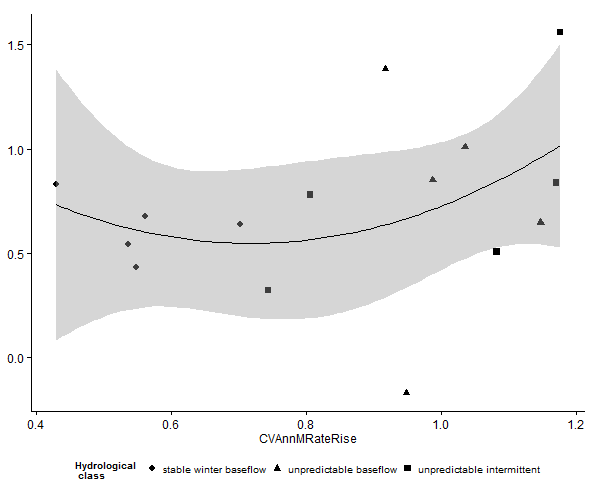 1.5
1.0
0.5
0.0
0.4 0.6 0.8 1.0 1.2
CVAnnMRateRise
Hydrological
class
stable winter baseflow unpredictable baseflow unpredictable intermittent